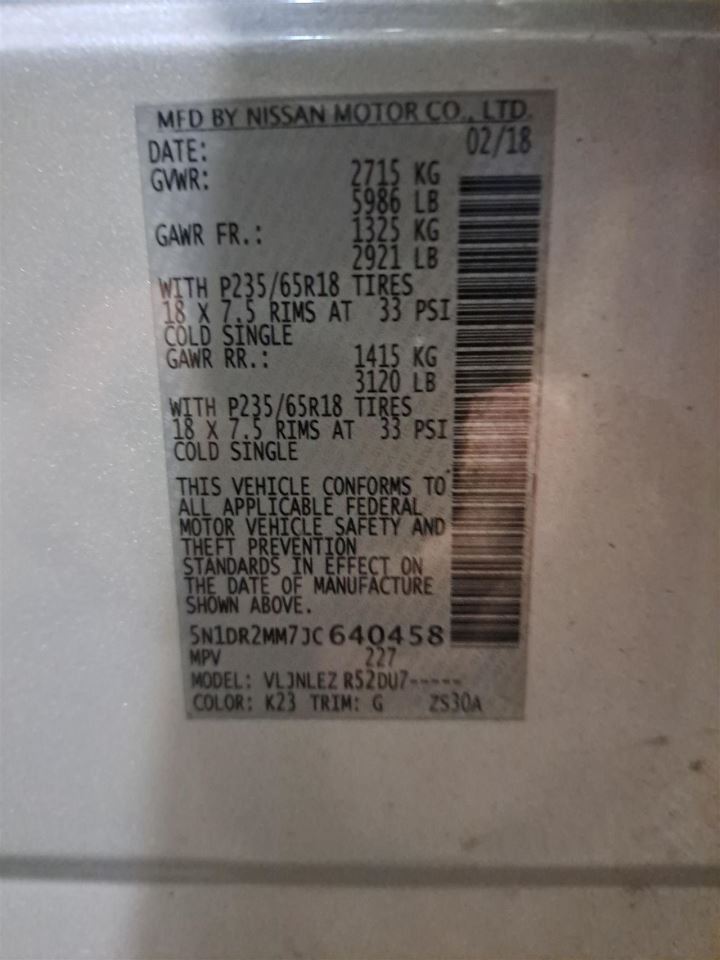 MFD BY NISSAN MOTOR CO., LTD.
DATE: 02/18
GVWR: 2715 KG
5986 LB
GAWR FR.: 1325 KG
2921 LB
WITH P235/65R18 TIRES
18 X 7.5 RIMS AT 33 PSI
COLD SINGLE
GAWR RR.: 1415 KG
3120 LB
WITH P235/65R18 TIRES
18 X 7.5 RIMS AT 33 PSI
COLD SINGLE
THIS VEHICLE CONFORMS TO
ALL APPLICABLE FEDERAL
MOTOR VEHICLE SAFETY AND
THEFT PREVENTION
STANDARDS IN EFFECT ON
THE DATE OF MANUFACTURE
SHOWN ABOVE.
5N1DR2MM7JC640458
MPV 227
MODEL: VLJNLEZ R52DU7-----
COLOR: K23 TRIM: G ZS30A